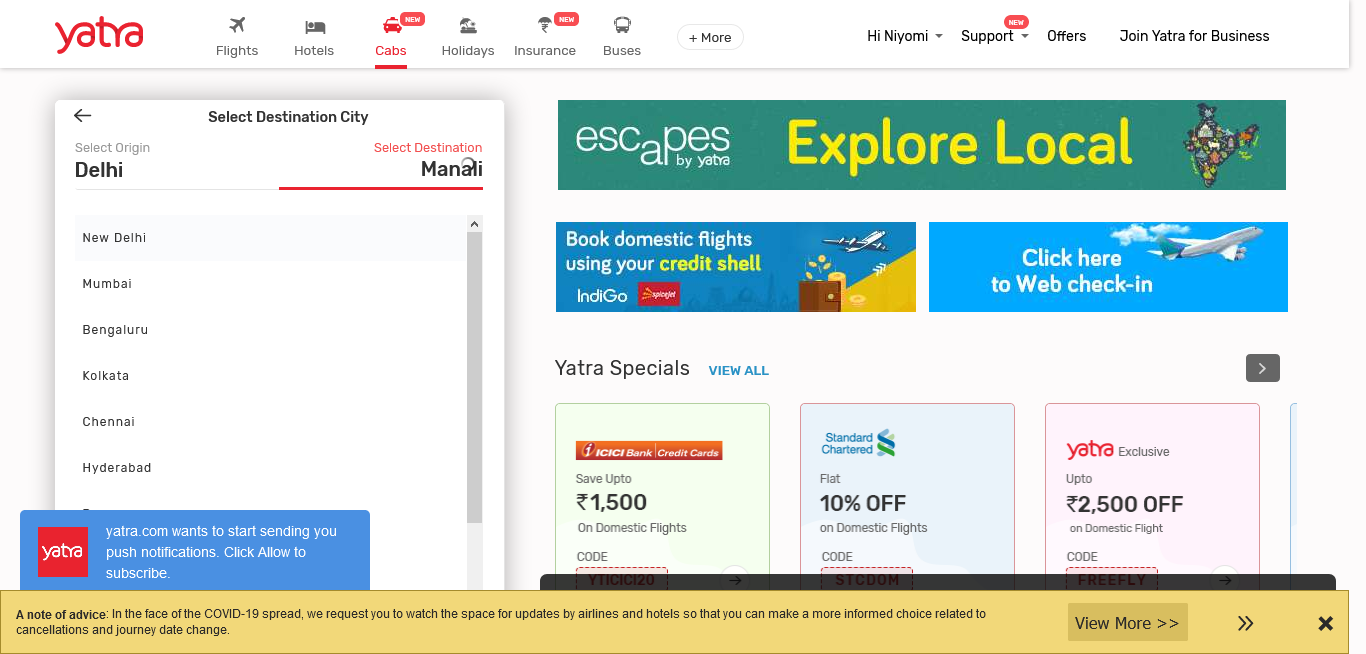 yatra
Flights
Hotels
NEW
Cabs
Holidays
NEW
Insurance
Buses
+ More
Hi Niyomi
NEW
Support
Offers
Join Yatra for Business
Select Destination City
Select Origin
Select Destination
Delhi
Manali
New Delhi
Mumbai
Bengaluru
Kolkata
Chennai
Hyderabad
escapes
by yatra
Explore Local
Book domestic flights
using your credit shell
IndiGo
spicejet
Click here
to Web check-in
Yatra Specials
VIEW ALL
ICICI Bank Credit Cards
Save Upto
₹1,500
On Domestic Flights
CODE
YTICICI20
Standard
Chartered
Flat
10% OFF
on Domestic Flights
CODE
STCDOM
yatra Exclusive
Upto
₹2,500 OFF
on Domestic Flight
CODE
FREEFLY
yatra
yatra.com wants to start sending you
push notifications. Click Allow to
subscribe.
A note of advice: In the face of the COVID-19 spread, we request you to watch the space for updates by airlines and hotels so that you can make a more informed choice related to
cancellations and journey date change.
View More >>